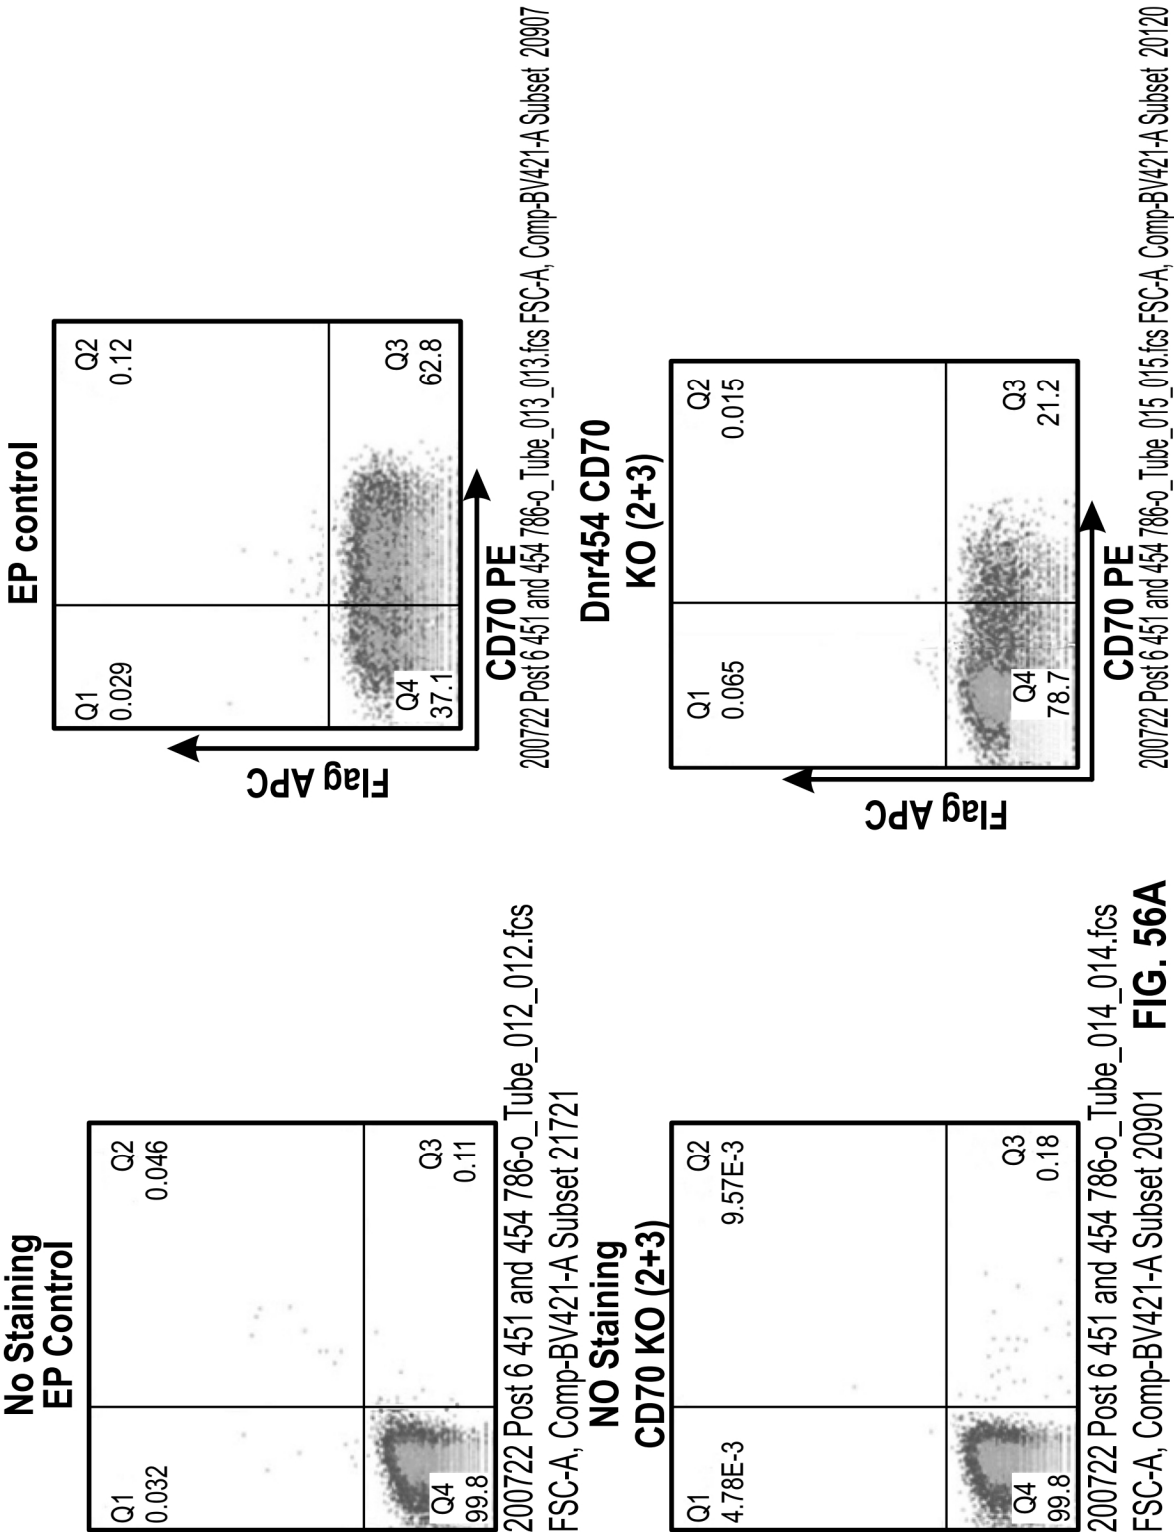 No Staining
EP Control
Q1
0.032
Q2
0.046
Q4
99.8
Q3
0.11
200722 Post 6 451 and 454 786-o_Tube_012_012.fcs
FSC-A, Comp-BV421-A Subset 21721
EP control
Q1
0.029
Q2
0.12
Q4
37.1
Q3
62.8
Flag APC
CD70 PE
200722 Post 6 451 and 454 786-o_Tube_013_013.fcs FSC-A, Comp-BV421-A Subset 20907
NO Staining
CD70 KO (2+3)
Q1
4.78E-3
Q2
9.57E-3
Q4
99.8
Q3
0.18
200722 Post 6 451 and 454 786-o_Tube_014_014.fcs
FSC-A, Comp-BV421-A Subset 20901
Dnr454 CD70
KO (2+3)
Q1
0.065
Q2
0.015
Q4
78.7
Q3
21.2
Flag APC
CD70 PE
200722 Post 6 451 and 454 786-o_Tube_015_015.fcs FSC-A, Comp-BV421-A Subset 20120
FIG. 56A